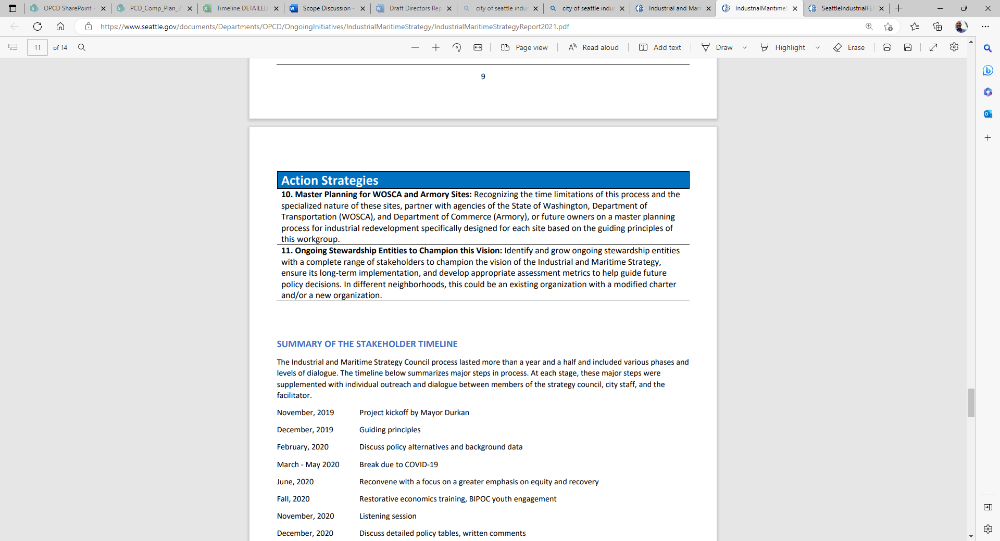 OPCD SharePoint -
PCD_Comp_Plan_2
Timeline DETAILED
Scope Discussion -
Draft Directors Rep
city of seattle indus
city of seattle indus
Industrial and Mari
IndustrialMaritimeS
SeattleIndustrialFE
https://www.seattle.gov/documents/Departments/OPCD/OngoingInitiatives/IndustrialMaritimeStrategy/IndustrialMaritimeStrategyReport2021.pdf
11 of 14
Page view
Read aloud
Add text
Draw
Highlight
Erase
9
Action Strategies
10. Master Planning for WOSCA and Armory Sites: Recognizing the time limitations of this process and the
specialized nature of these sites, partner with agencies of the State of Washington, Department of
Transportation (WOSCA), and Department of Commerce (Armory), or future owners on a master planning
process for industrial redevelopment specifically designed for each site based on the guiding principles of
this workgroup.
11. Ongoing Stewardship Entities to Champion this Vision: Identify and grow ongoing stewardship entities
with a complete range of stakeholders to champion the vision of the Industrial and Maritime Strategy,
ensure its long-term implementation, and develop appropriate assessment metrics to help guide future
policy decisions. In different neighborhoods, this could be an existing organization with a modified charter
and/or a new organization.
SUMMARY OF THE STAKEHOLDER TIMELINE
The Industrial and Maritime Strategy Council process lasted more than a year and a half and included various phases and
levels of dialogue. The timeline below summarizes major steps in process. At each stage, these major steps were
supplemented with individual outreach and dialogue between members of the strategy council, city staff, and the
facilitator.
November, 2019 Project kickoff by Mayor Durkan
December, 2019 Guiding principles
February, 2020 Discuss policy alternatives and background data
March - May 2020 Break due to COVID-19
June, 2020 Reconvene with a focus on a greater emphasis on equity and recovery
Fall, 2020 Restorative economics training, BIPOC youth engagement
November, 2020 Listening session
December, 2020 Discuss detailed policy tables, written comments